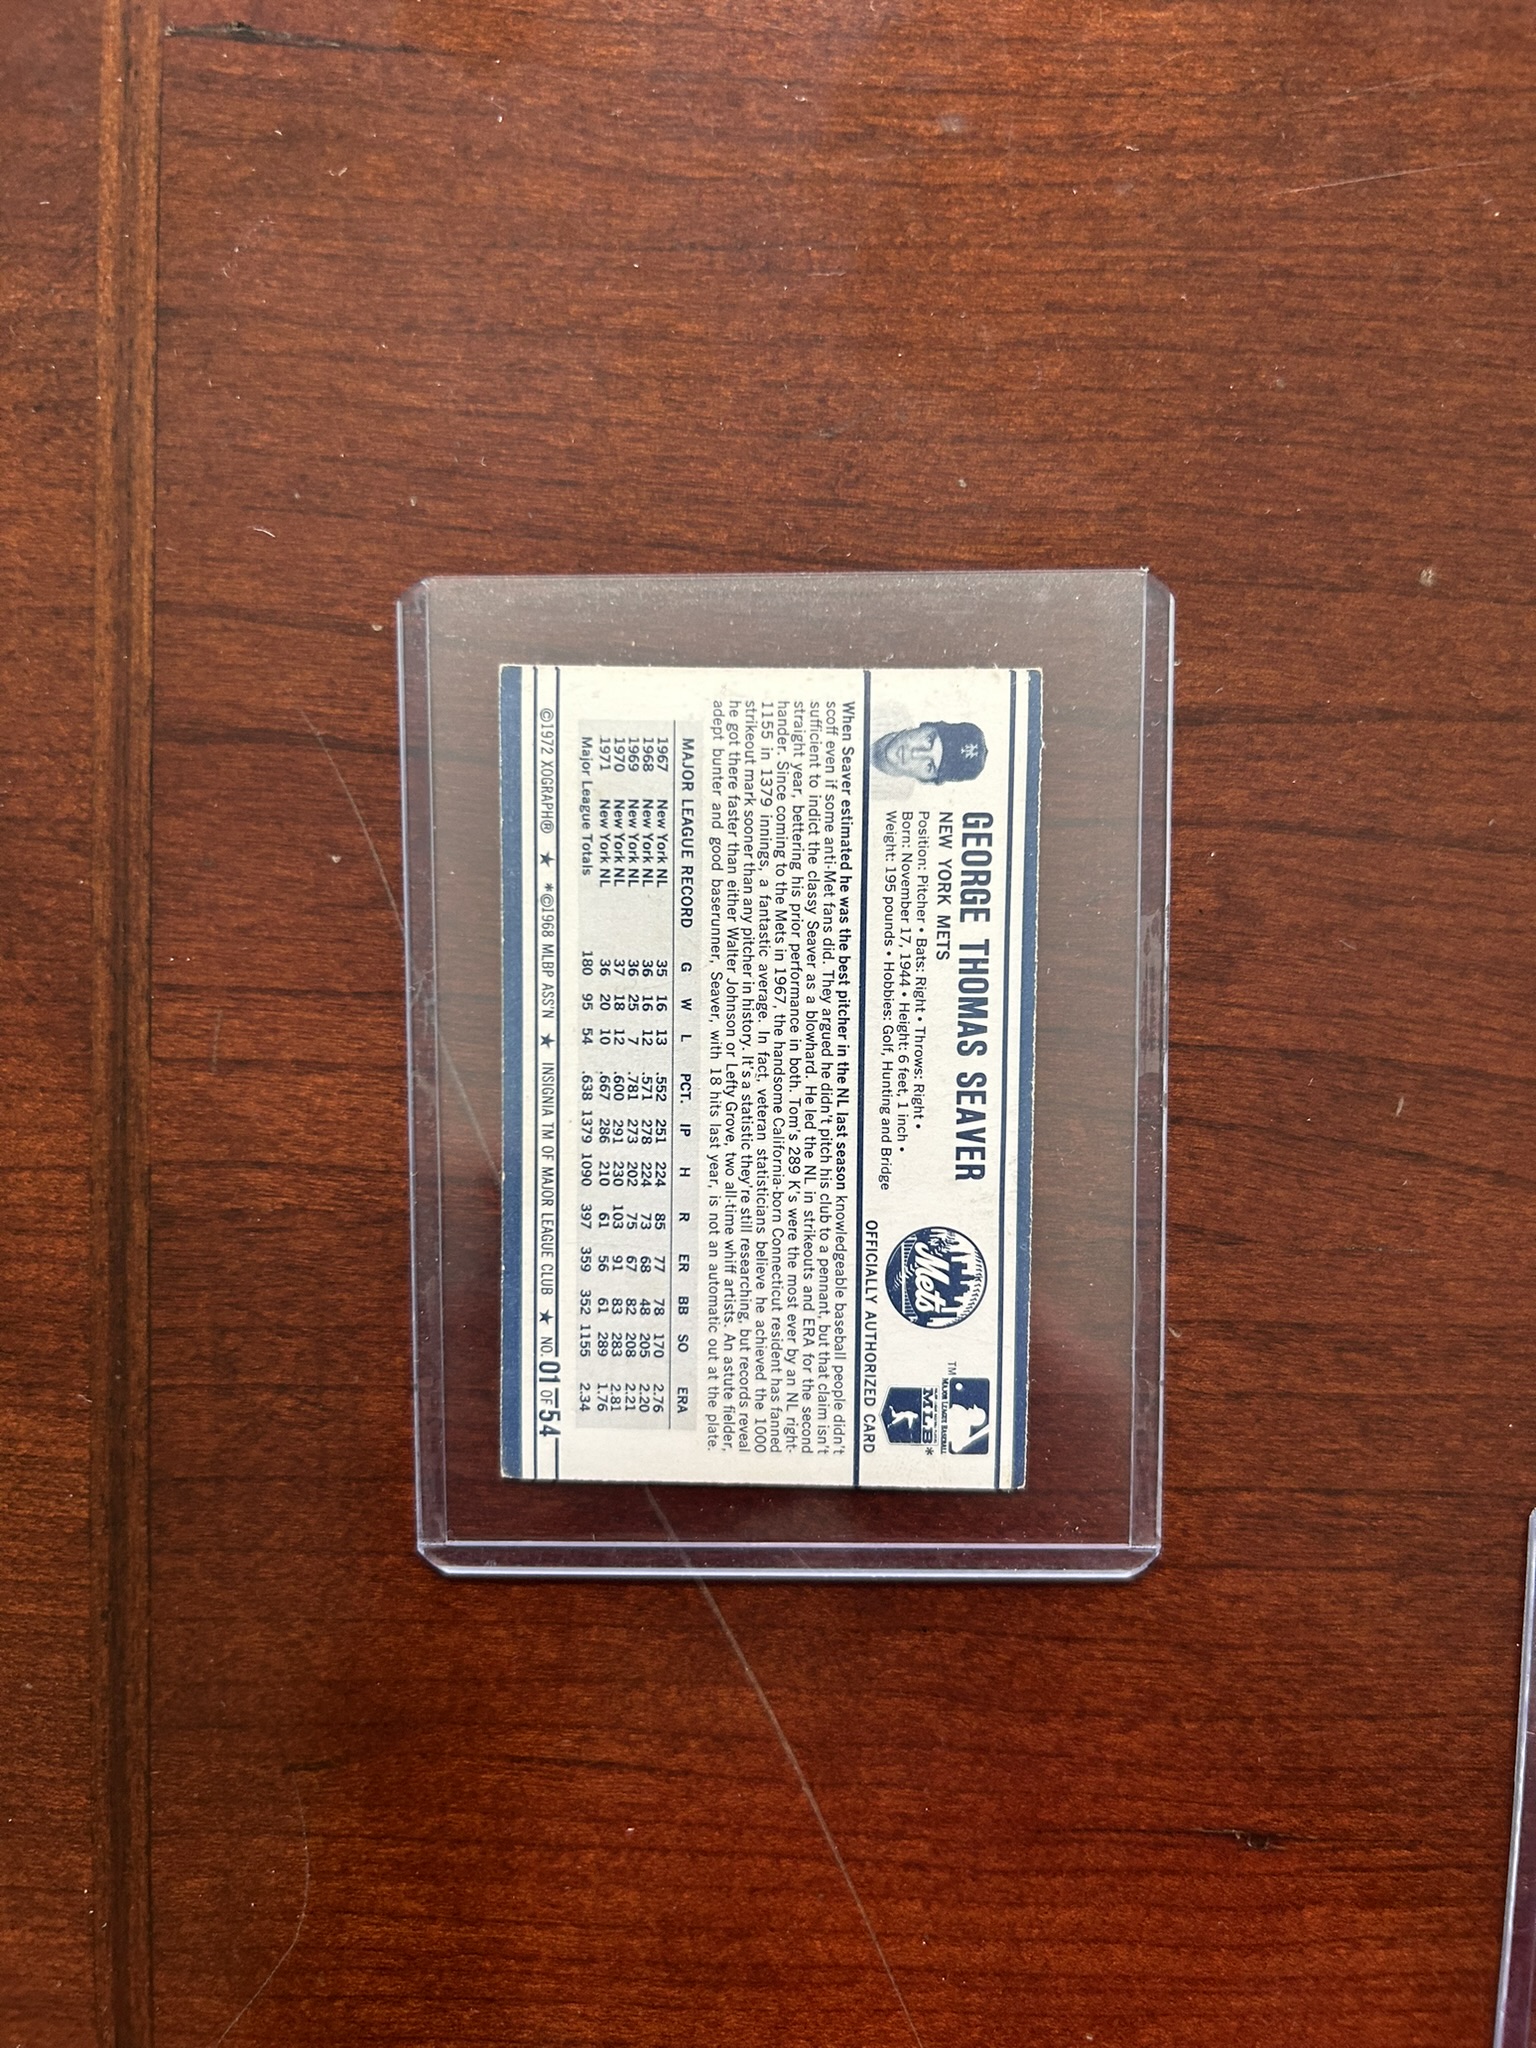 GEORGE THOMAS SEAVER
NEW YORK METS
Position: Pitcher • Bats: Right • Throws: Right •
Born: November 17, 1944 • Height: 6 feet, 1 inch •
Weight: 195 pounds • Hobbies: Golf, Hunting and Bridge
Mets
TM
MAJOR LEAGUE BASEBALL
MLB*
OFFICIALLY AUTHORIZED CARD
When Seaver estimated he was the best pitcher in the NL last season knowledgeable baseball people didn't
scoff even if some anti-Met fans did. They argued he didn't pitch his club to a pennant, but that claim isn't
sufficient to indict the classy Seaver as a blowhard. He led the NL in strikeouts and ERA for the second
straight year, bettering his prior performance in both. Tom's 289 K's were the most ever by an NL right-
hander. Since coming to the Mets in 1967, the handsome California-born Connecticut resident has fanned
1155 in 1379 innings, a fantastic average. In fact, veteran statisticians believe he achieved the 1000
strikeout mark sooner than any pitcher in history. It's a statistic they're still researching, but records reveal
he got there faster than either Walter Johnson or Lefty Grove, two all-time whiff artists. An astute fielder,
adept bunter and good baserunner, Seaver, with 18 hits last year, is not an automatic out at the plate.
MAJOR LEAGUE RECORD G W L PCT. IP H R ER BB SO ERA
1967 New York NL 35 16 13 .552 251 224 85 77 78 170 2.76
1968 New York NL 36 16 12 .571 278 224 73 68 48 205 2.20
1969 New York NL 36 25 7 .781 273 202 75 67 82 208 2.21
1970 New York NL 37 18 12 .600 291 230 103 91 83 283 2.81
1971 New York NL 36 20 10 .667 286 210 61 56 61 289 1.76
Major League Totals 180 95 54 .638 1379 1090 397 359 352 1155 2.34
©1972 XOGRAPH® ★ *©1968 MLBP ASS'N ★ INSIGNIA TM OF MAJOR LEAGUE CLUB ★ NO. 01 OF 54